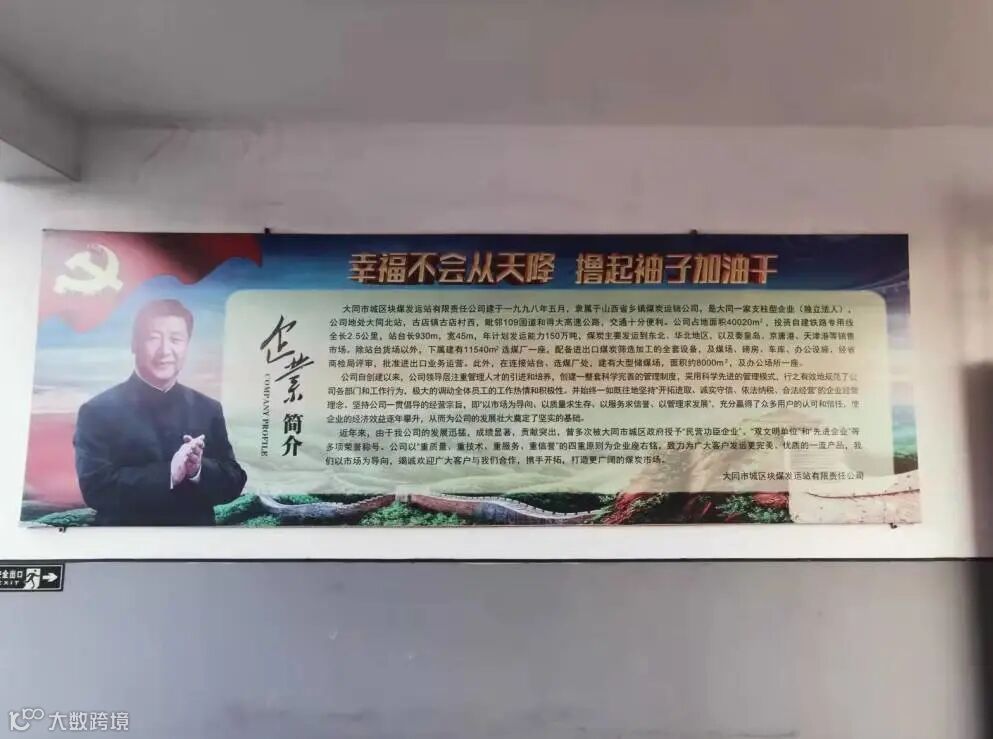 幸福不会从天降 撸起袖子加油干
企业
简介
COMPANY PROFILE
大同市城区块煤发运站有限责任公司建于一九九八年五月，隶属于山西省乡镇煤炭运销公司，是大同一家支柱型企业（独立法人），
公司地处大同北站，古店镇古店村西，毗邻109国道和得大高速公路，交通十分便利。公司占地面积40020m²，投资自建铁路专用线
全长2.5公里，站台长930m，宽45m，年计划发运能力150万吨，煤炭主要发运到东北、华北地区，以及秦皇岛、京唐港、天津港等销售
市场。除站台货场以外，下属建有11540m²选煤厂一座。配备进出口煤炭筛选加工的全套设备，及煤场、磅房、车库、办公设施，经省
商检局评审，批准进出口业务运营。此外，在连接站台、选煤厂处，建有大型储煤场，面积约8000m²，及办公场所一座。
公司自创建以来，公司领导层注重管理人才的引进和培养，创建一整套科学完善的管理制度，采用科学先进的管理模式，行之有效地规范了公
司各部门和工作行为，极大的调动全体员工的工作热情和积极性。并始终一如既往地坚持“开拓进取、诚实守信、依法纳税、合法经营”的企业经营
理念。坚持公司一贯倡导的经营宗旨，即“以市场为导向、以质量求生存、以服务求信誉、以管理求发展”，充分赢得了众多用户的认可和信任，使
企业的经济效益逐年攀升，从而为公司的发展壮大奠定了坚实的基础。
近年来，由于我公司的发展迅猛，成绩显著，贡献突出，曾多次被大同市城区政府授予“民营功臣企业”、“双文明单位”和“先进企业”等
多项荣誉称号。公司以“重质量、重技术、重服务、重信誉”的四重原则为企业座右铭，致力为广大客户发运更完美、优质的一流产品，我
们以市场为导向，竭诚欢迎广大客户与我们合作，携手开拓，打造更广阔的煤炭市场。
大同市城区块煤发运站有限责任公司
安全出口
EXIT
大数跨境